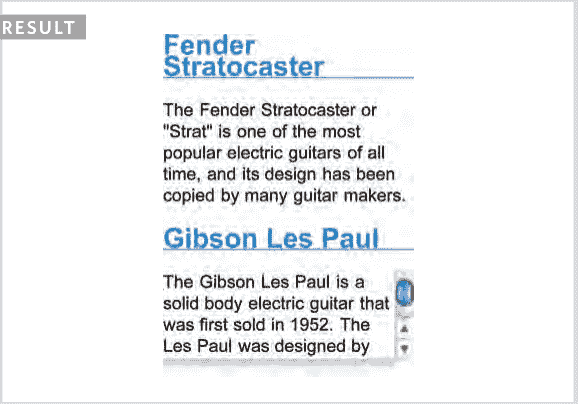 RESULT
Fender
Stratocaster
The Fender Stratocaster or
"Strat" is one of the most
popular electric guitars of all
time, and its design has been
copied by many guitar makers.
Gibson Les Paul
The Gibson Les Paul is a
solid body electric guitar that
was first sold in 1952. The
Les Paul was designed by